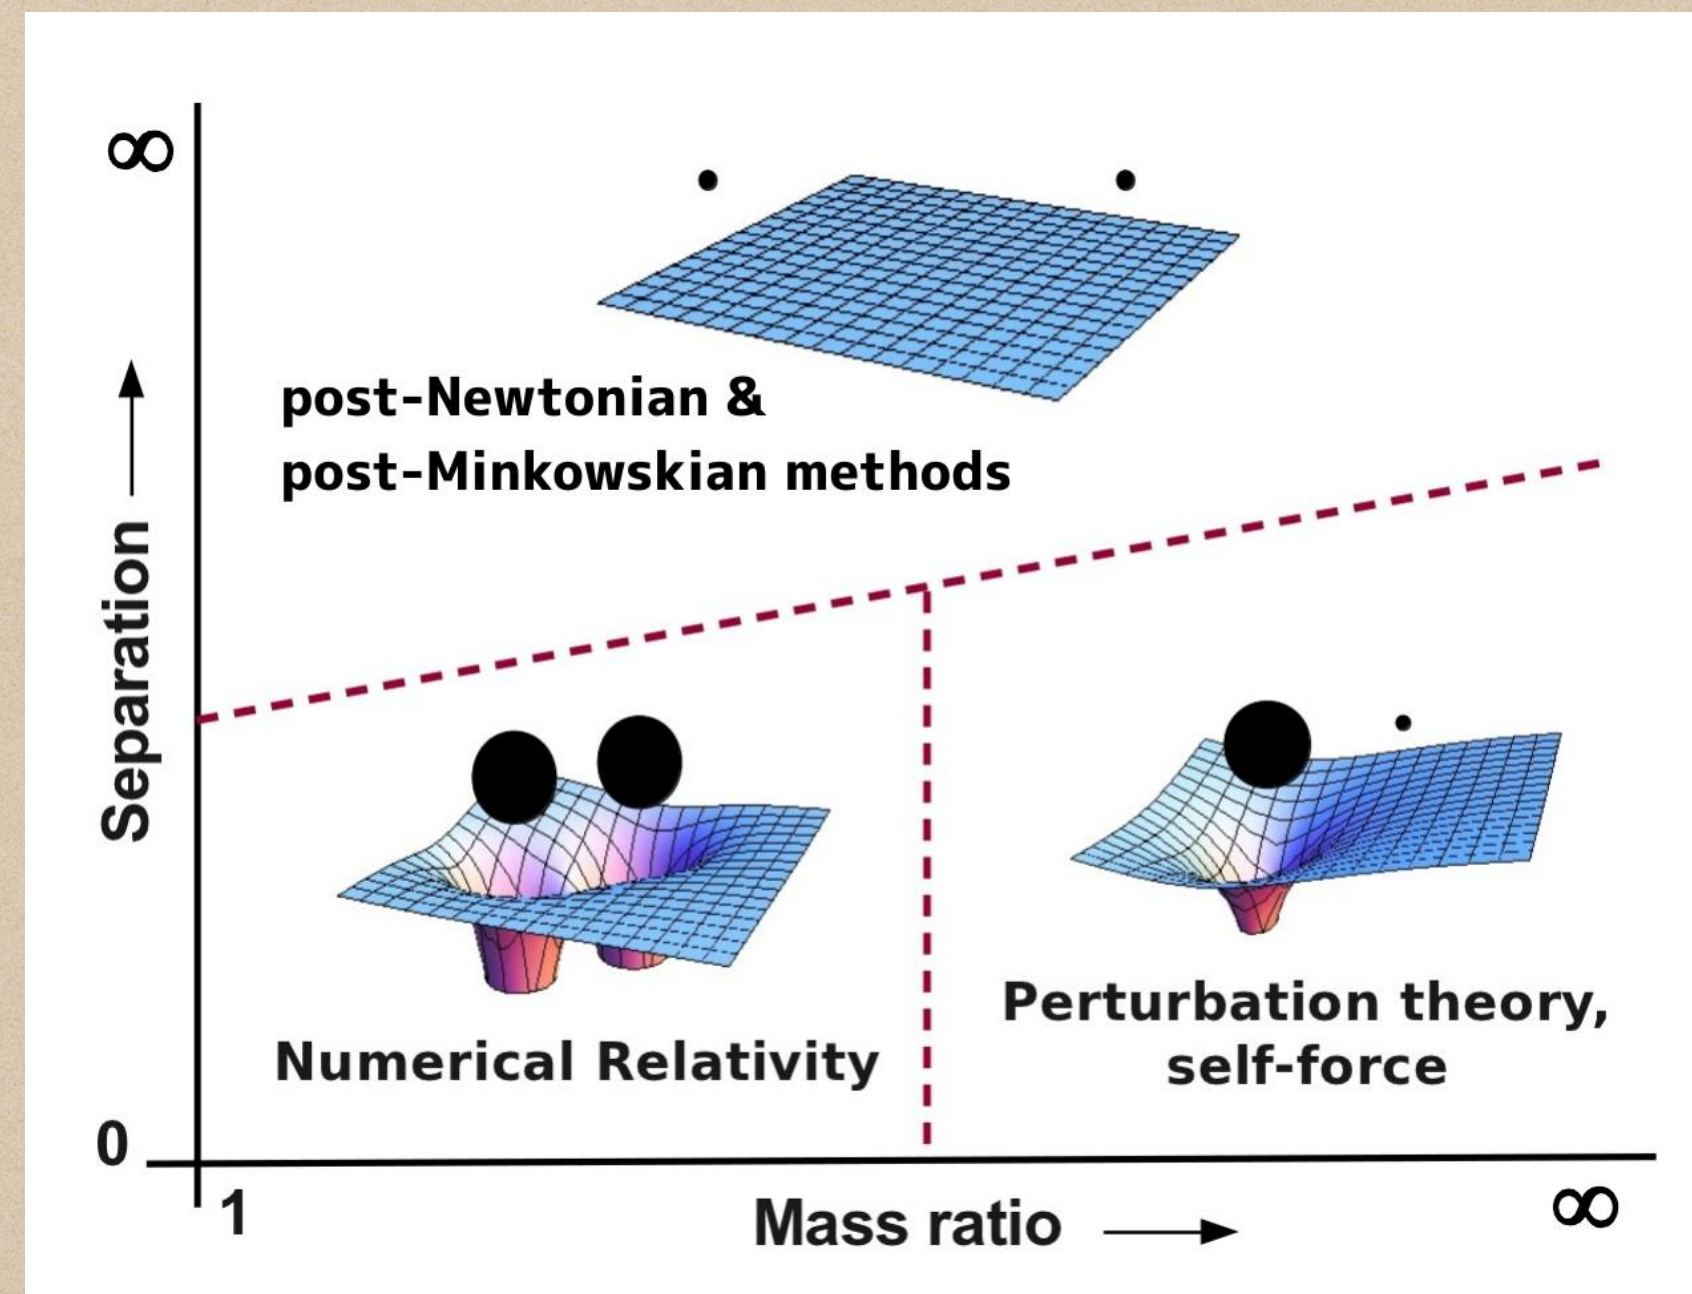 ∞
post-Newtonian &
post-Minkowskian methods
Separation
Numerical Relativity
Perturbation theory,
self-force
0
1
Mass ratio
∞